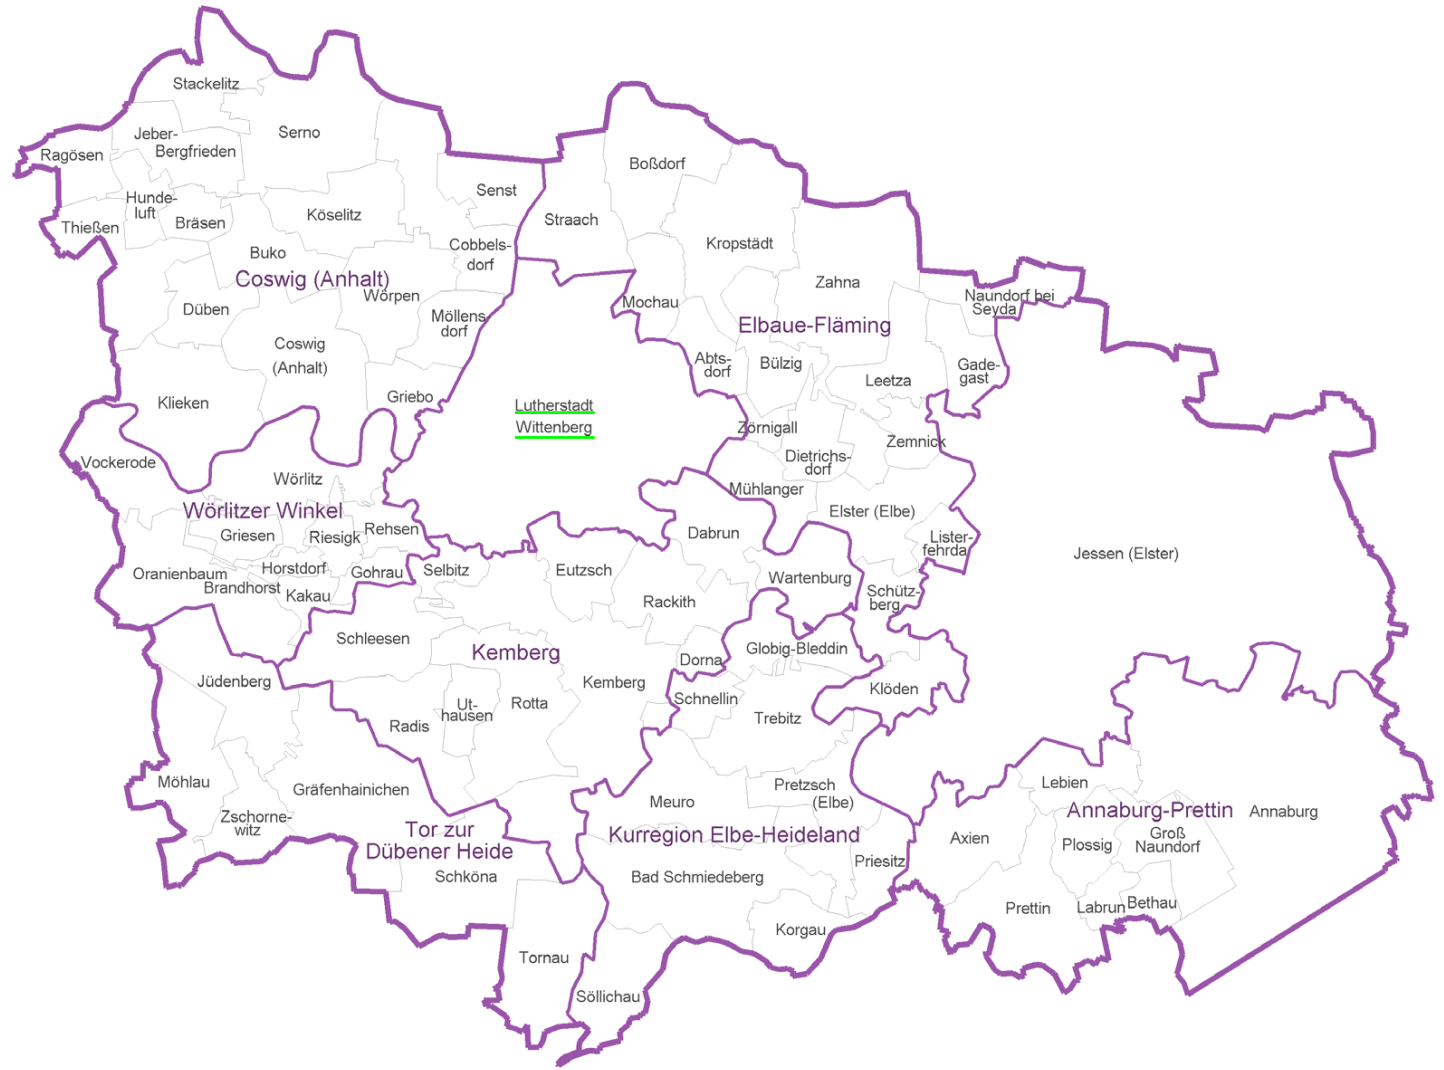 Stackelitz
Serno
Jeber-
Bergfrieden
Ragösen
Hunde-
luft
Thießen
Bräsen
Köselitz
Senst
Cobbels-
dorf
Buko
Coswig (Anhalt)
Wörpen
Düben
Möllens
dorf
Coswig
(Anhalt)
Klieken
Griebo
Straach
Boßdorf
Kropstädt
Zahna
Mochau
Naundorf bei
Seyda
Elbaue-Fläming
Abts-
dorf
Bülzig
Leetza
Gade-
gast
Zörnigall
Dietrichs-
dorf
Zemnick
Mühlanger
Elster (Elbe)
Lister-
fehrda
Schütz-
berg
Lutherstadt
Wittenberg
Vockerode
Wörlitz
Wörlitzer Winkel
Griesen
Riesigk
Rehsen
Oranienbaum
Horstdorf
Gohrau
Brandhorst
Kakau
Selbitz
Eutzsch
Dabrun
Wartenburg
Rackith
Schleesen
Kemberg
Dorna
Globig-Bleddin
Kemberg
Schnellin
Klöden
Trebitz
Radis
Ut-
hausen
Rotta
Jüdenberg
Möhlau
Gräfenhainichen
Zschorne-
witz
Tor zur
Dübener Heide
Schköna
Tornau
Söllichau
Meuro
Pretzsch
(Elbe)
Kurregion Elbe-Heideland
Bad Schmiedeberg
Priesitz
Korgau
Jessen (Elster)
Lebien
Annaburg-Prettin
Annaburg
Axien
Plossig
Groß
Naundorf
Prettin
Labrun
Bethau